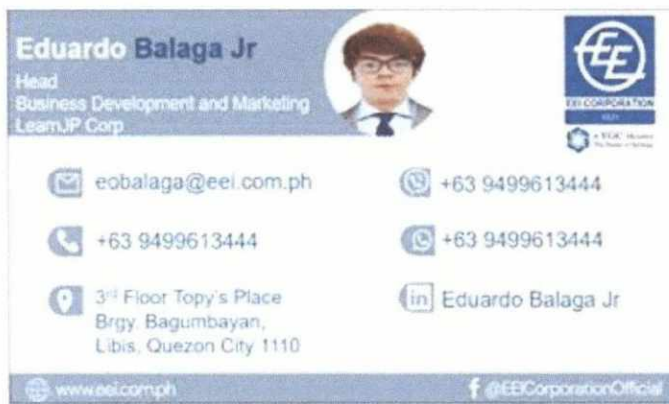 Eduardo Balaga Jr
Head
Business Development and Marketing
LearnJP Corp
EEI CORPORATION
eobalaga@eei.com.ph
+63 9499613444
+63 9499613444
+63 9499613444
3rd Floor Topy's Place
Brgy. Bagumbayan,
Libis, Quezon City 1110
in Eduardo Balaga Jr
www.eei.com.ph
f @EEICorporationOfficial